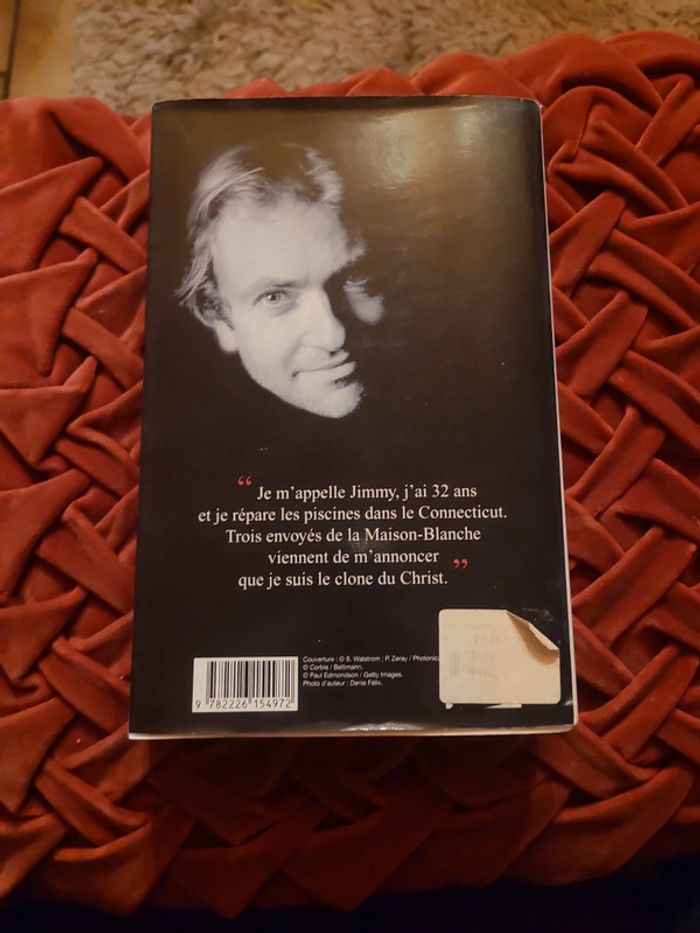 “ Je m’appelle Jimmy, j’ai 32 ans
et je répare les piscines dans le Connecticut.
Trois envoyés de la Maison-Blanche
viennent de m’annoncer
que je suis le clone du Christ. ”
Couverture : © B. Walstrom ; P. Zeray /
© Corbis / Bettmann.
© Paul Edmondson / Getty Images.
Photo d'auteur : Denis Félix.
9 782226 154972